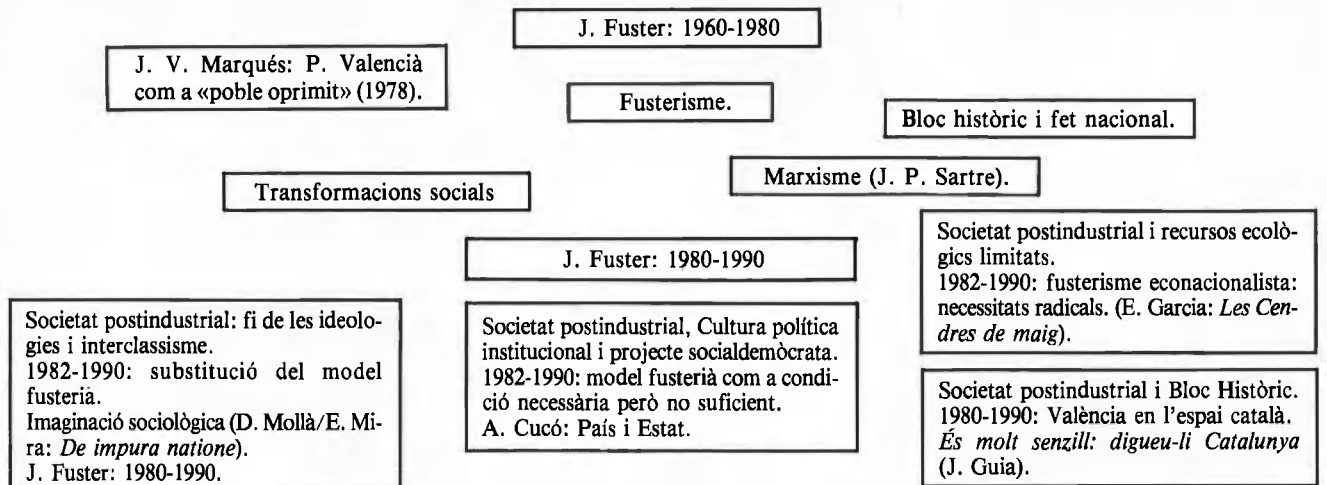 J. Fuster: 1960-1980
J. V. Marqués: P. Valencià
com a «poble oprimit» (1978).
Fusterisme.
Bloc històric i fet nacional.
Marxisme (J. P. Sartre).
Transformacions socials
J. Fuster: 1980-1990
Societat postindustrial: fi de les ideolo-
gies i interclassisme.
1982-1990: substitució del model
fusterià.
Imaginació sociològica (D. Mollà/E. Mi-
ra: De impura natione).
J. Fuster: 1980-1990.
Societat postindustrial, Cultura política
institucional i projecte socialdemòcrata.
1982-1990: model fusterià com a condi-
ció necessària però no suficient.
A. Cucó: País i Estat.
Societat postindustrial i recursos ecolò-
gics limitats.
1982-1990: fusterisme econacionalista:
necessitats radicals. (E. Garcia: Les Cen-
dres de maig).
Societat postindustrial i Bloc Històric.
1980-1990: València en l'espai català.
És molt senzill: digueu-li Catalunya
(J. Guia).